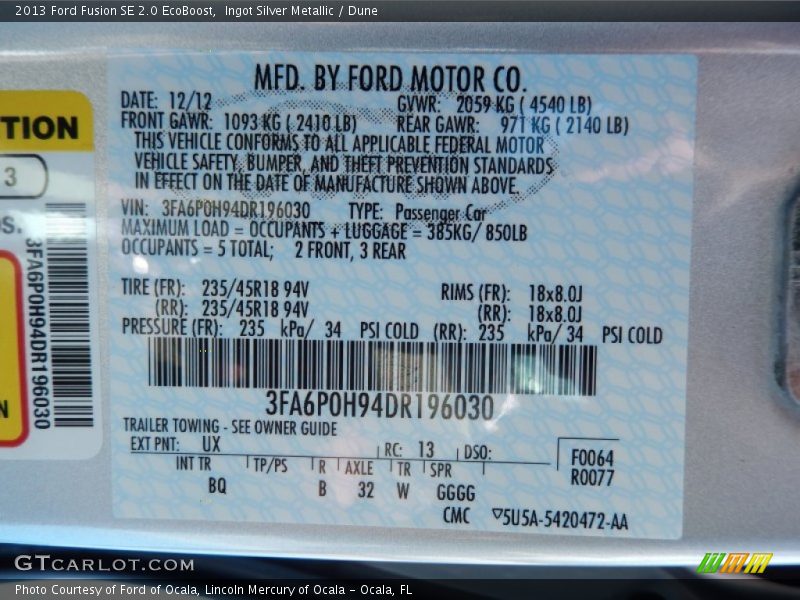 2013 Ford Fusion SE 2.0 EcoBoost,  Ingot Silver Metallic / Dune
MFD. BY FORD MOTOR CO.
DATE: 12/12 GVWR: 2059 KG ( 4540 LB)
FRONT GAWR: 1093 KG ( 2410 LB) REAR GAWR: 971 KG ( 2140 LB)
THIS VEHICLE CONFORMS TO ALL APPLICABLE FEDERAL MOTOR
VEHICLE SAFETY, BUMPER, AND THEFT PREVENTION STANDARDS
IN EFFECT ON THE DATE OF MANUFACTURE SHOWN ABOVE.
VIN: 3FA6P0H94DR196030 TYPE: Passenger Car
MAXIMUM LOAD = OCCUPANTS + LUGGAGE = 385KG/ 850LB
OCCUPANTS = 5 TOTAL; 2 FRONT, 3 REAR
TIRE (FR): 235/45R18 94V RIMS (FR): 18x8.0J
(RR): 235/45R18 94V (RR): 18x8.0J
PRESSURE (FR): 235 kPa/ 34 PSI COLD (RR): 235 kPa/ 34 PSI COLD
3FA6P0H94DR196030
TRAILER TOWING - SEE OWNER GUIDE
EXT PNT: UX RC: 13 DSO:
INT TR TP/PS R AXLE TR SPR
BQ B 32 W GGGG
F0064
R0077
CMC ▽5U5A-5420472-AA
TION
3
S.
3FA6P0H94DR196030
N
GTCARLOT.COM
Photo Courtesy of Ford of Ocala, Lincoln Mercury of Ocala – Ocala, FL